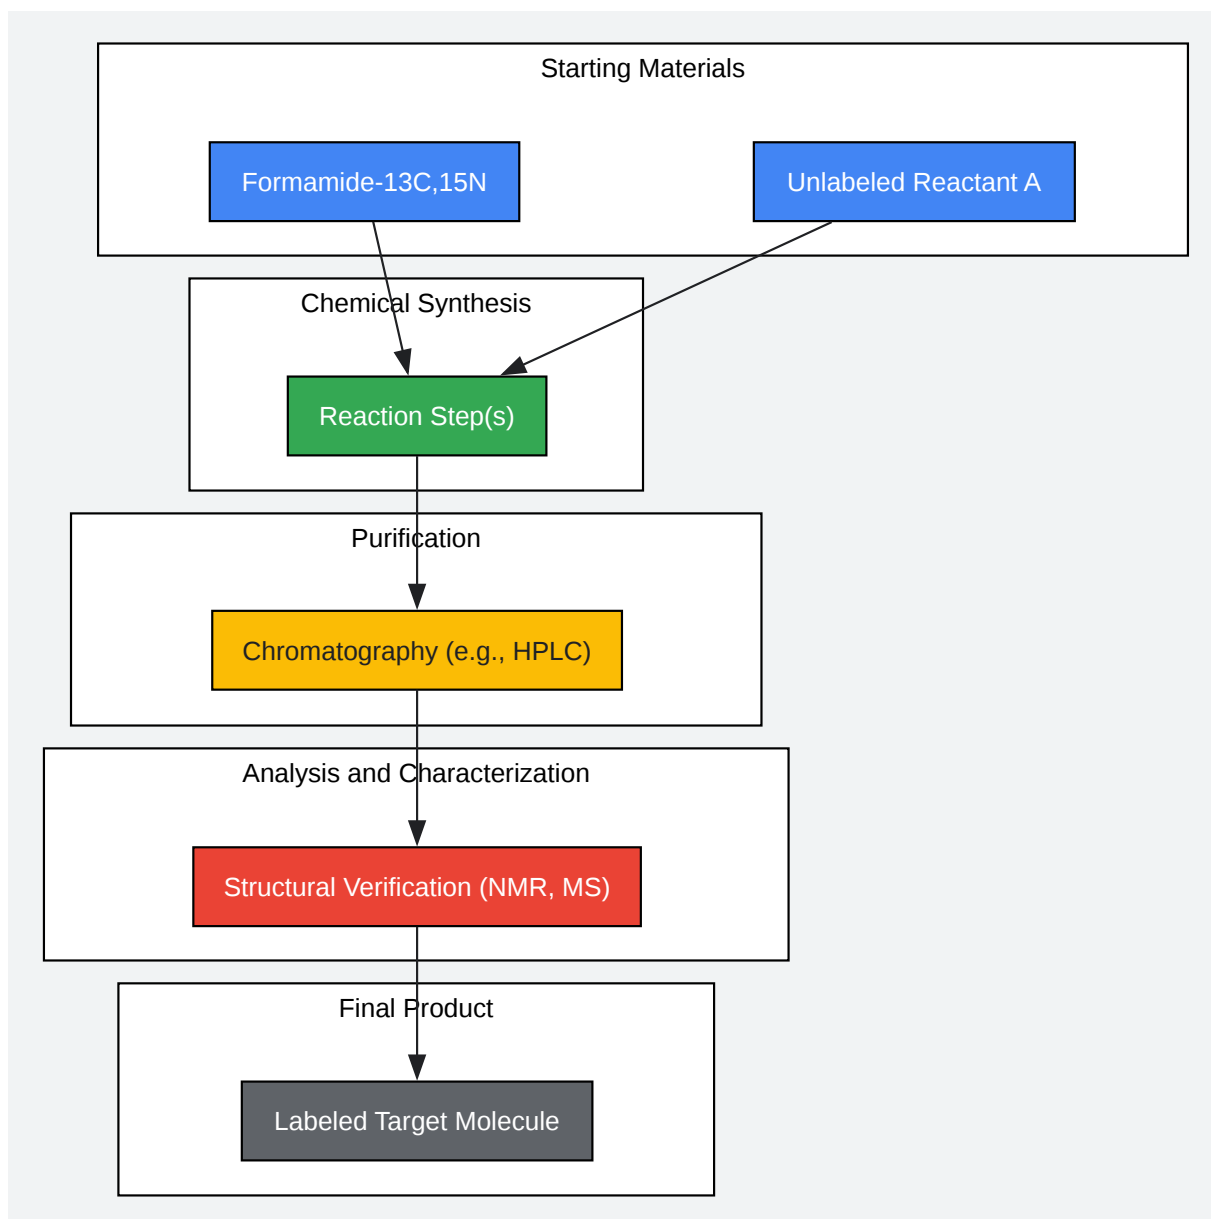 Starting Materials
Formamide-13C,15N
Unlabeled Reactant A
Chemical Synthesis
Reaction Step(s)
Purification
Chromatography (e.g., HPLC)
Analysis and Characterization
Structural Verification (NMR, MS)
Final Product
Labeled Target Molecule